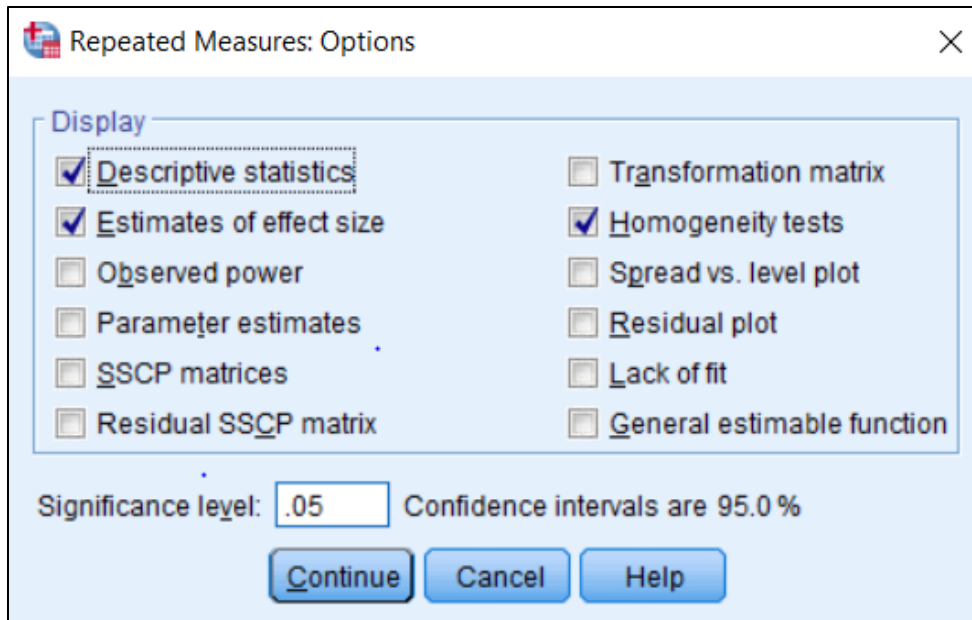 Repeated Measures: Options
Display
Descriptive statistics
Transformation matrix
Estimates of effect size
Homogeneity tests
Observed power
Spread vs. level plot
Parameter estimates
Residual plot
SSCP matrices
Lack of fit
Residual SSCP matrix
General estimable function
Significance level: .05 Confidence intervals are 95.0 %
Continue Cancel Help